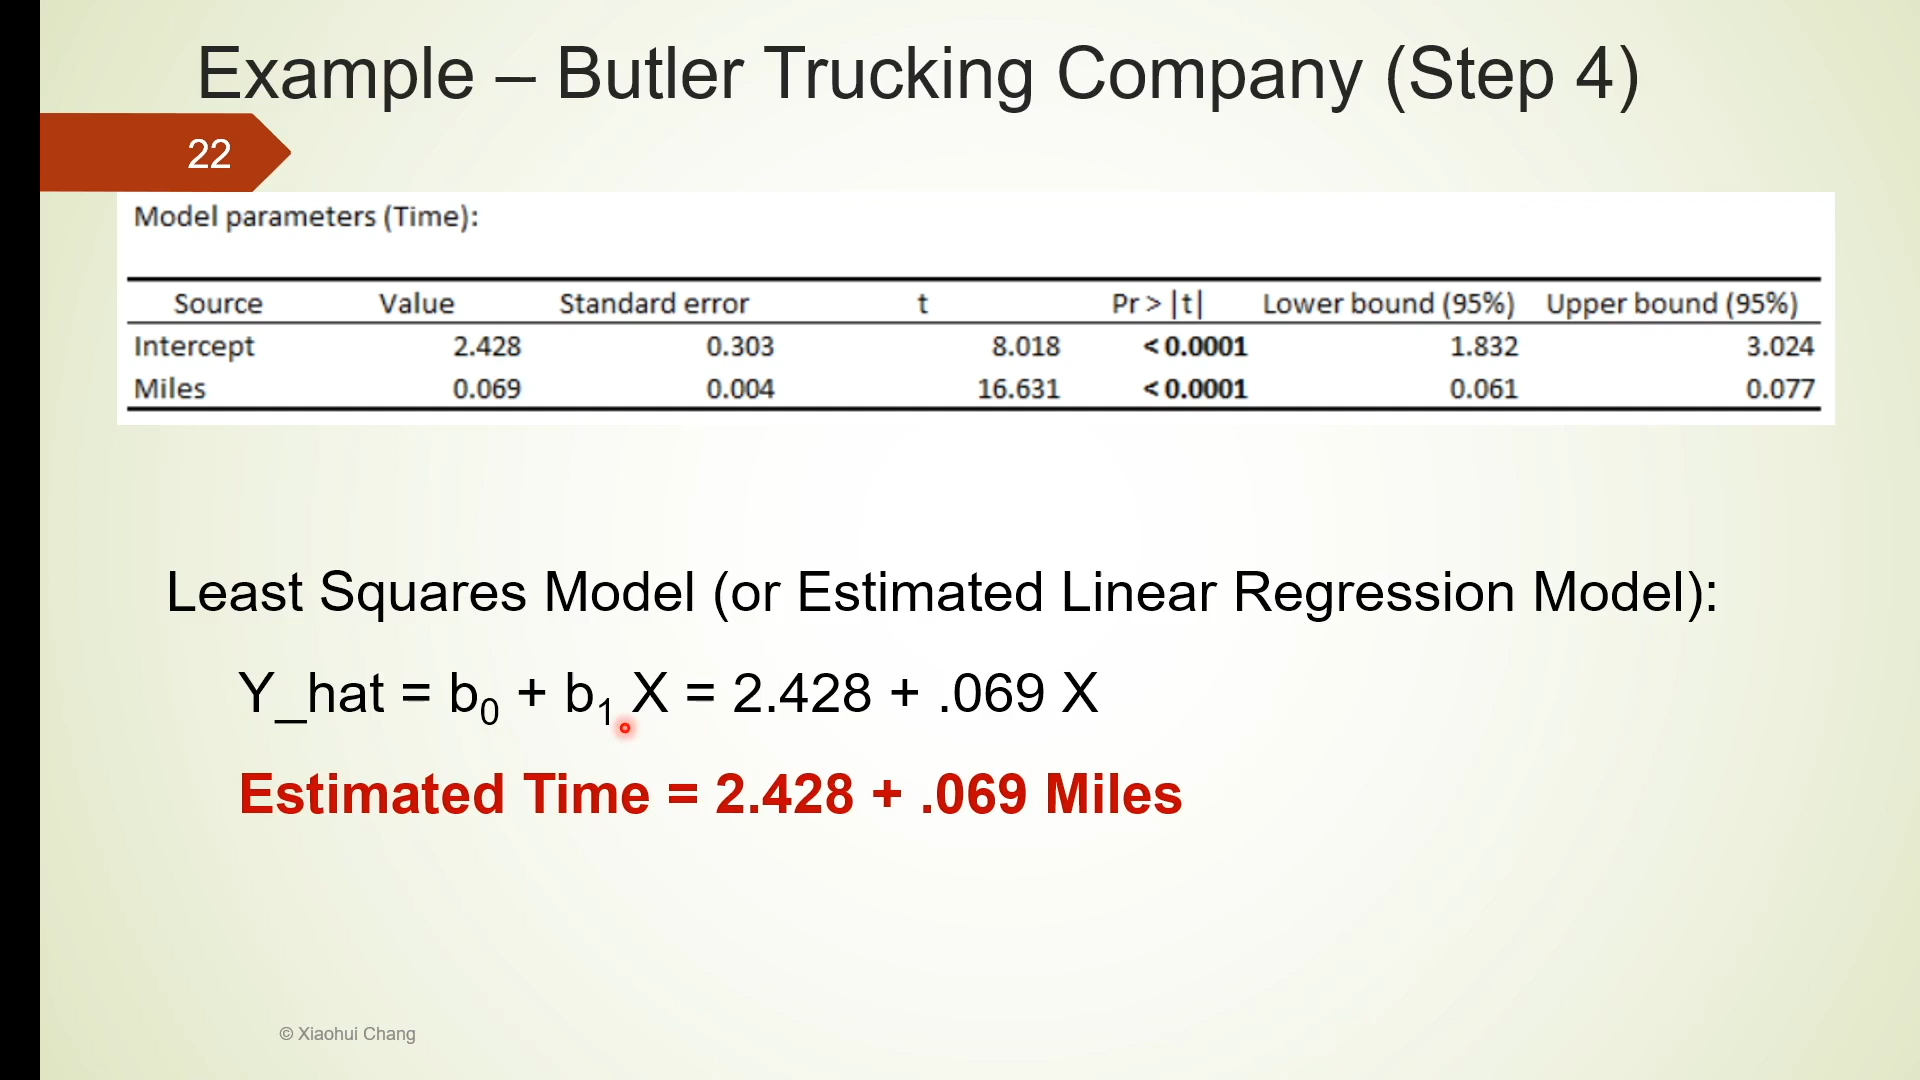 Example – Butler Trucking Company (Step 4)
22
Model parameters (Time):
Source Value Standard error t Pr > |t| Lower bound (95%) Upper bound (95%)
Intercept 2.428 0.303 8.018 < 0.0001 1.832 3.024
Miles 0.069 0.004 16.631 < 0.0001 0.061 0.077
Least Squares Model (or Estimated Linear Regression Model):
Y_hat = b₀ + b₁ X = 2.428 + .069 X
Estimated Time = 2.428 + .069 Miles
© Xiaohui Chang